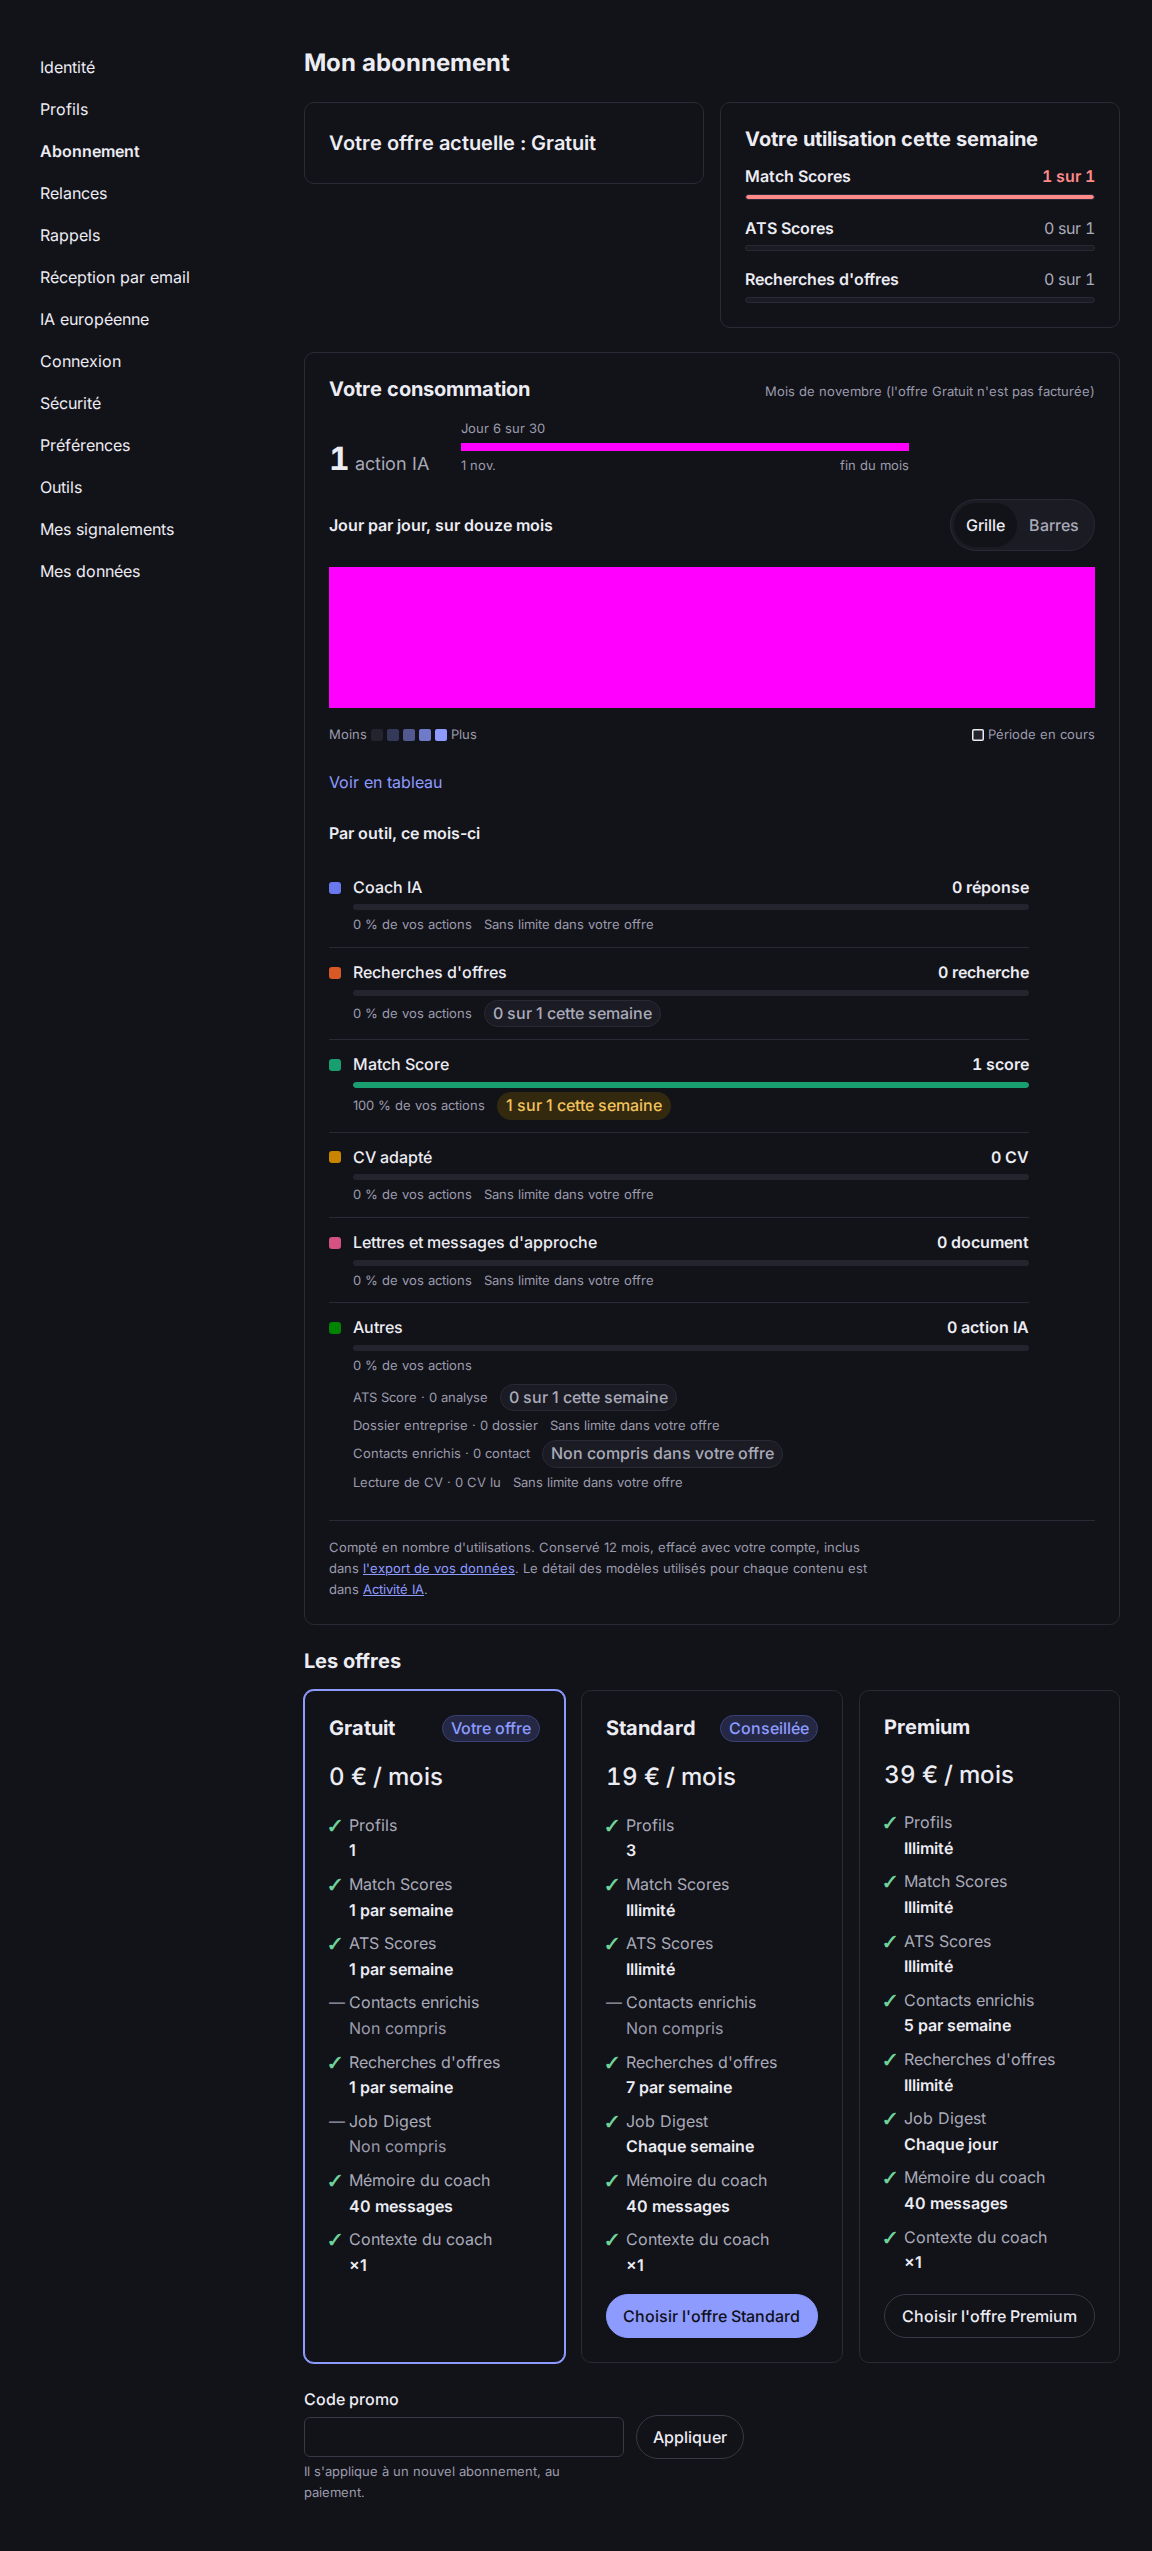 Identité
Profils
Abonnement
Relances
Rappels
Réception par email
IA européenne
Connexion
Sécurité
Préférences
Outils
Mes signalements
Mes données
Mon abonnement
Votre offre actuelle : Gratuit
Votre utilisation cette semaine
Match Scores 1 sur 1
ATS Scores 0 sur 1
Recherches d'offres 0 sur 1
Votre consommation
Mois de novembre (l'offre Gratuit n'est pas facturée)
1 action IA
Jour 6 sur 30
1 nov. fin du mois
Jour par jour, sur douze mois
Grille Barres
Moins Plus
Période en cours
Voir en tableau
Par outil, ce mois-ci
Coach IA 0 réponse
0 % de vos actions Sans limite dans votre offre
Recherches d'offres 0 recherche
0 % de vos actions 0 sur 1 cette semaine
Match Score 1 score
100 % de vos actions 1 sur 1 cette semaine
CV adapté 0 CV
0 % de vos actions Sans limite dans votre offre
Lettres et messages d'approche 0 document
0 % de vos actions Sans limite dans votre offre
Autres 0 action IA
0 % de vos actions
ATS Score · 0 analyse 0 sur 1 cette semaine
Dossier entreprise · 0 dossier Sans limite dans votre offre
Contacts enrichis · 0 contact Non compris dans votre offre
Lecture de CV · 0 CV lu Sans limite dans votre offre
Compté en nombre d'utilisations. Conservé 12 mois, effacé avec votre compte, inclus
dans l'export de vos données. Le détail des modèles utilisés pour chaque contenu est
dans Activité IA.
Les offres
Gratuit Votre offre
0 € / mois
✓ Profils
1
✓ Match Scores
1 par semaine
✓ ATS Scores
1 par semaine
— Contacts enrichis
Non compris
✓ Recherches d'offres
1 par semaine
— Job Digest
Non compris
✓ Mémoire du coach
40 messages
✓ Contexte du coach
×1
Standard Conseillée
19 € / mois
✓ Profils
3
✓ Match Scores
Illimité
✓ ATS Scores
Illimité
— Contacts enrichis
Non compris
✓ Recherches d'offres
7 par semaine
✓ Job Digest
Chaque semaine
✓ Mémoire du coach
40 messages
✓ Contexte du coach
×1
Choisir l'offre Standard
Premium
39 € / mois
✓ Profils
Illimité
✓ Match Scores
Illimité
✓ ATS Scores
Illimité
✓ Contacts enrichis
5 par semaine
✓ Recherches d'offres
Illimité
✓ Job Digest
Chaque jour
✓ Mémoire du coach
40 messages
✓ Contexte du coach
×1
Choisir l'offre Premium
Code promo
Appliquer
Il s'applique à un nouvel abonnement, au
paiement.